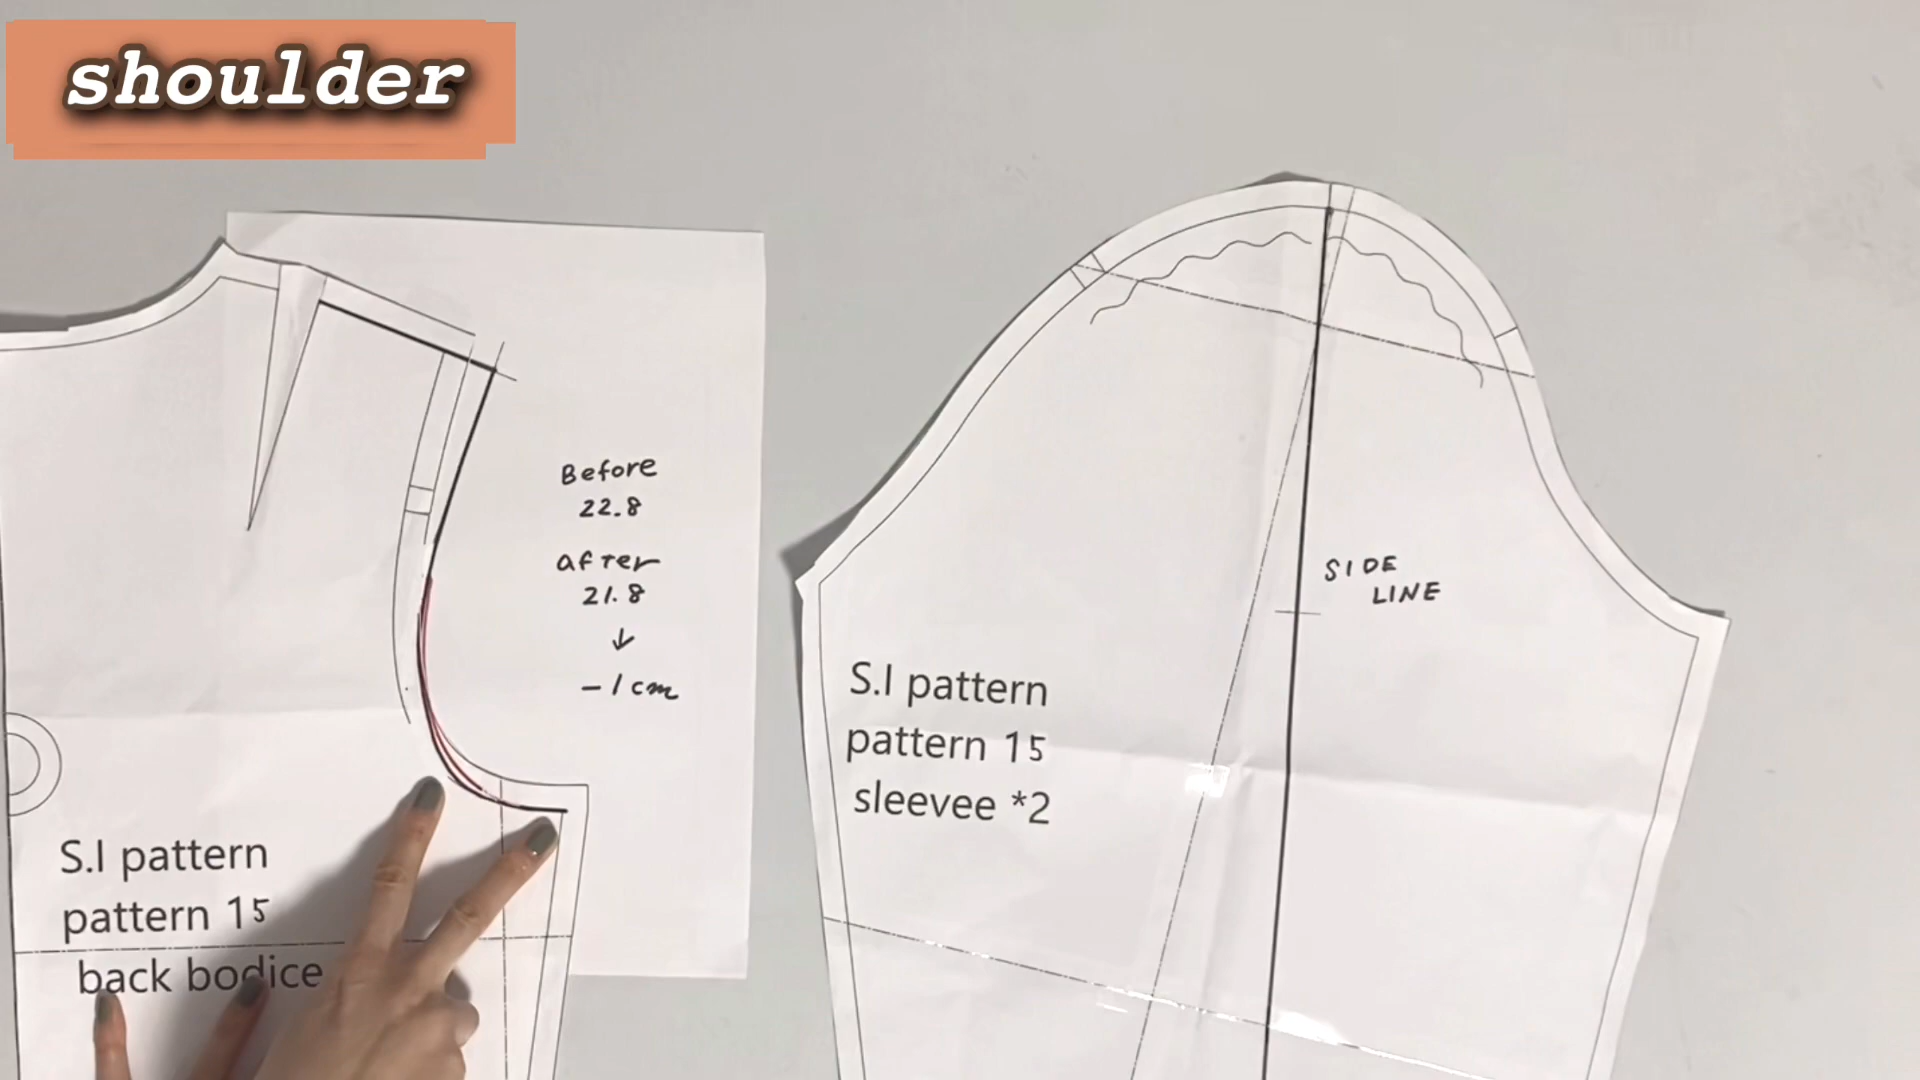 shoulder
Before
22.8
after
21.8
↓
-1cm
SIDE
LINE
S.I pattern
pattern 15
sleevee *2
S.I pattern
pattern 15
back bodice